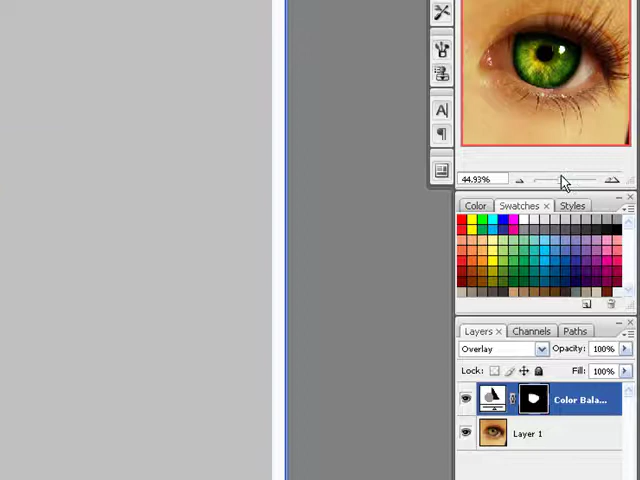 A
¶
44.93%
Color Swatches × Styles
Layers × Channels Paths
Overlay Opacity: 100%
Lock: Fill: 100%
Color Bala...
Layer 1